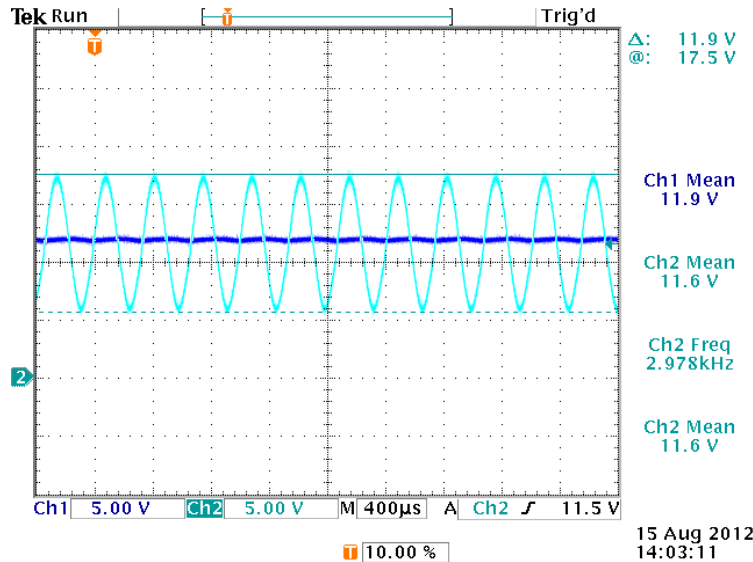 Tek Run Trig'd
T
T
Δ: 11.9 V
@: 17.5 V
Ch1 Mean
11.9 V
Ch2 Mean
11.6 V
Ch2 Freq
2.978kHz
2
Ch2 Mean
11.6 V
Ch1 5.00 V Ch2 5.00 V M 400µs A Ch2 11.5 V
T 10.00 %
15 Aug 2012
14:03:11